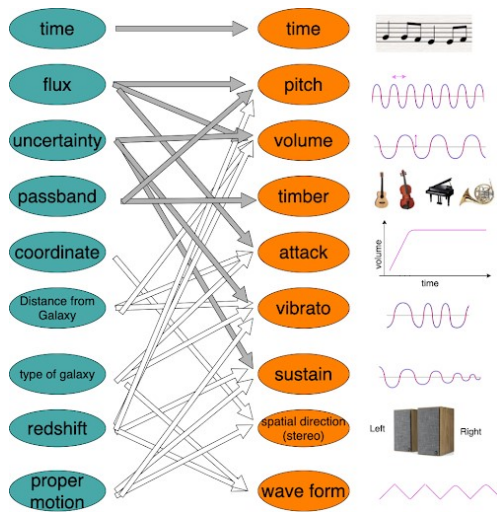 time
time
flux
pitch
uncertainty
volume
passband
timber
coordinate
attack
volume
time
Distance from
Galaxy
vibrato
type of galaxy
sustain
redshift
spatial direction
(stereo)
Left
Right
proper
motion
wave form